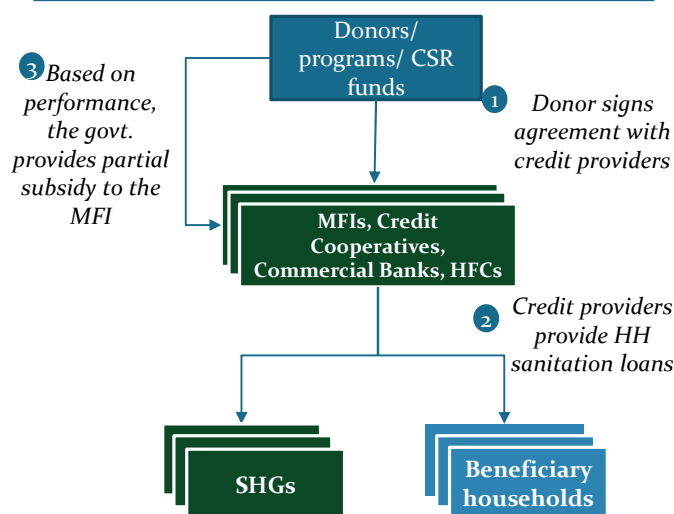 Donors/
programs/ CSR
funds
3 Based on
performance,
the govt.
provides partial
subsidy to the
MFI
1 Donor signs
agreement with
credit providers
MFIs, Credit
Cooperatives,
Commercial Banks, HFCs
2 Credit providers
provide HH
sanitation loans
SHGs
Beneficiary
households